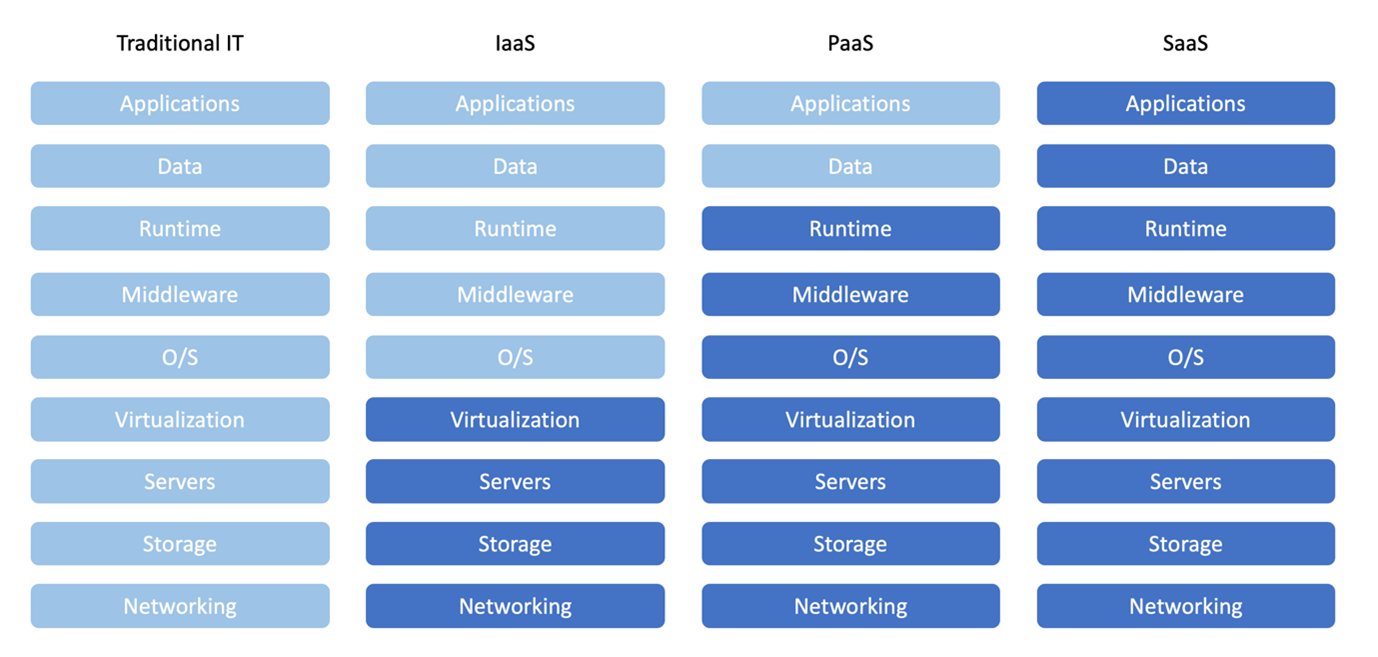 Traditional IT IaaS PaaS SaaS
Applications Applications Applications Applications
Data Data Data Data
Runtime Runtime Runtime Runtime
Middleware Middleware Middleware Middleware
O/S O/S O/S O/S
Virtualization Virtualization Virtualization Virtualization
Servers Servers Servers Servers
Storage Storage Storage Storage
Networking Networking Networking Networking